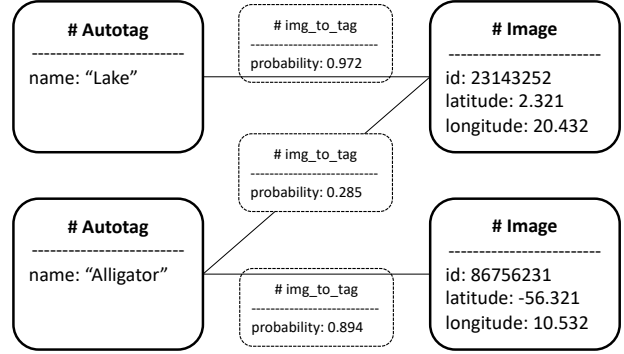 # Autotag
name: “Lake”
# img_to_tag
probability: 0.972
# Image
id: 23143252
latitude: 2.321
longitude: 20.432
# img_to_tag
probability: 0.285
# Autotag
name: “Alligator”
# img_to_tag
probability: 0.894
# Image
id: 86756231
latitude: -56.321
longitude: 10.532